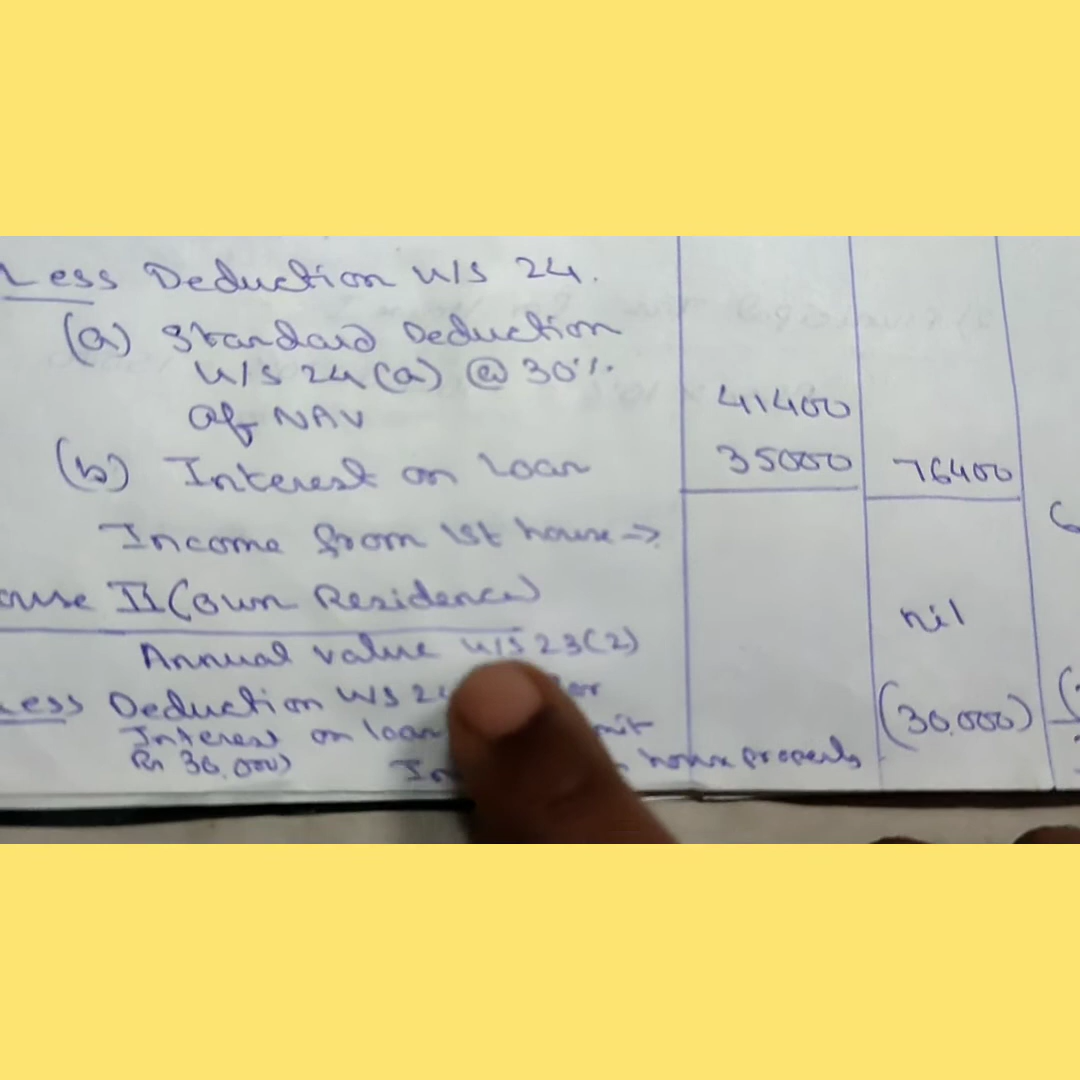 Less Deduction u/s 24.
(a) Standard Deduction
u/s 24(a) @ 30%
of NAV 41400
(b) Interest on loan 35000 76400
Income from 1st house →
House II (Own Residence)
nil
Annual value u/s 23(2)
Less Deduction u/s 24
Interest on loan (30,000)
Rs 30,000) house property